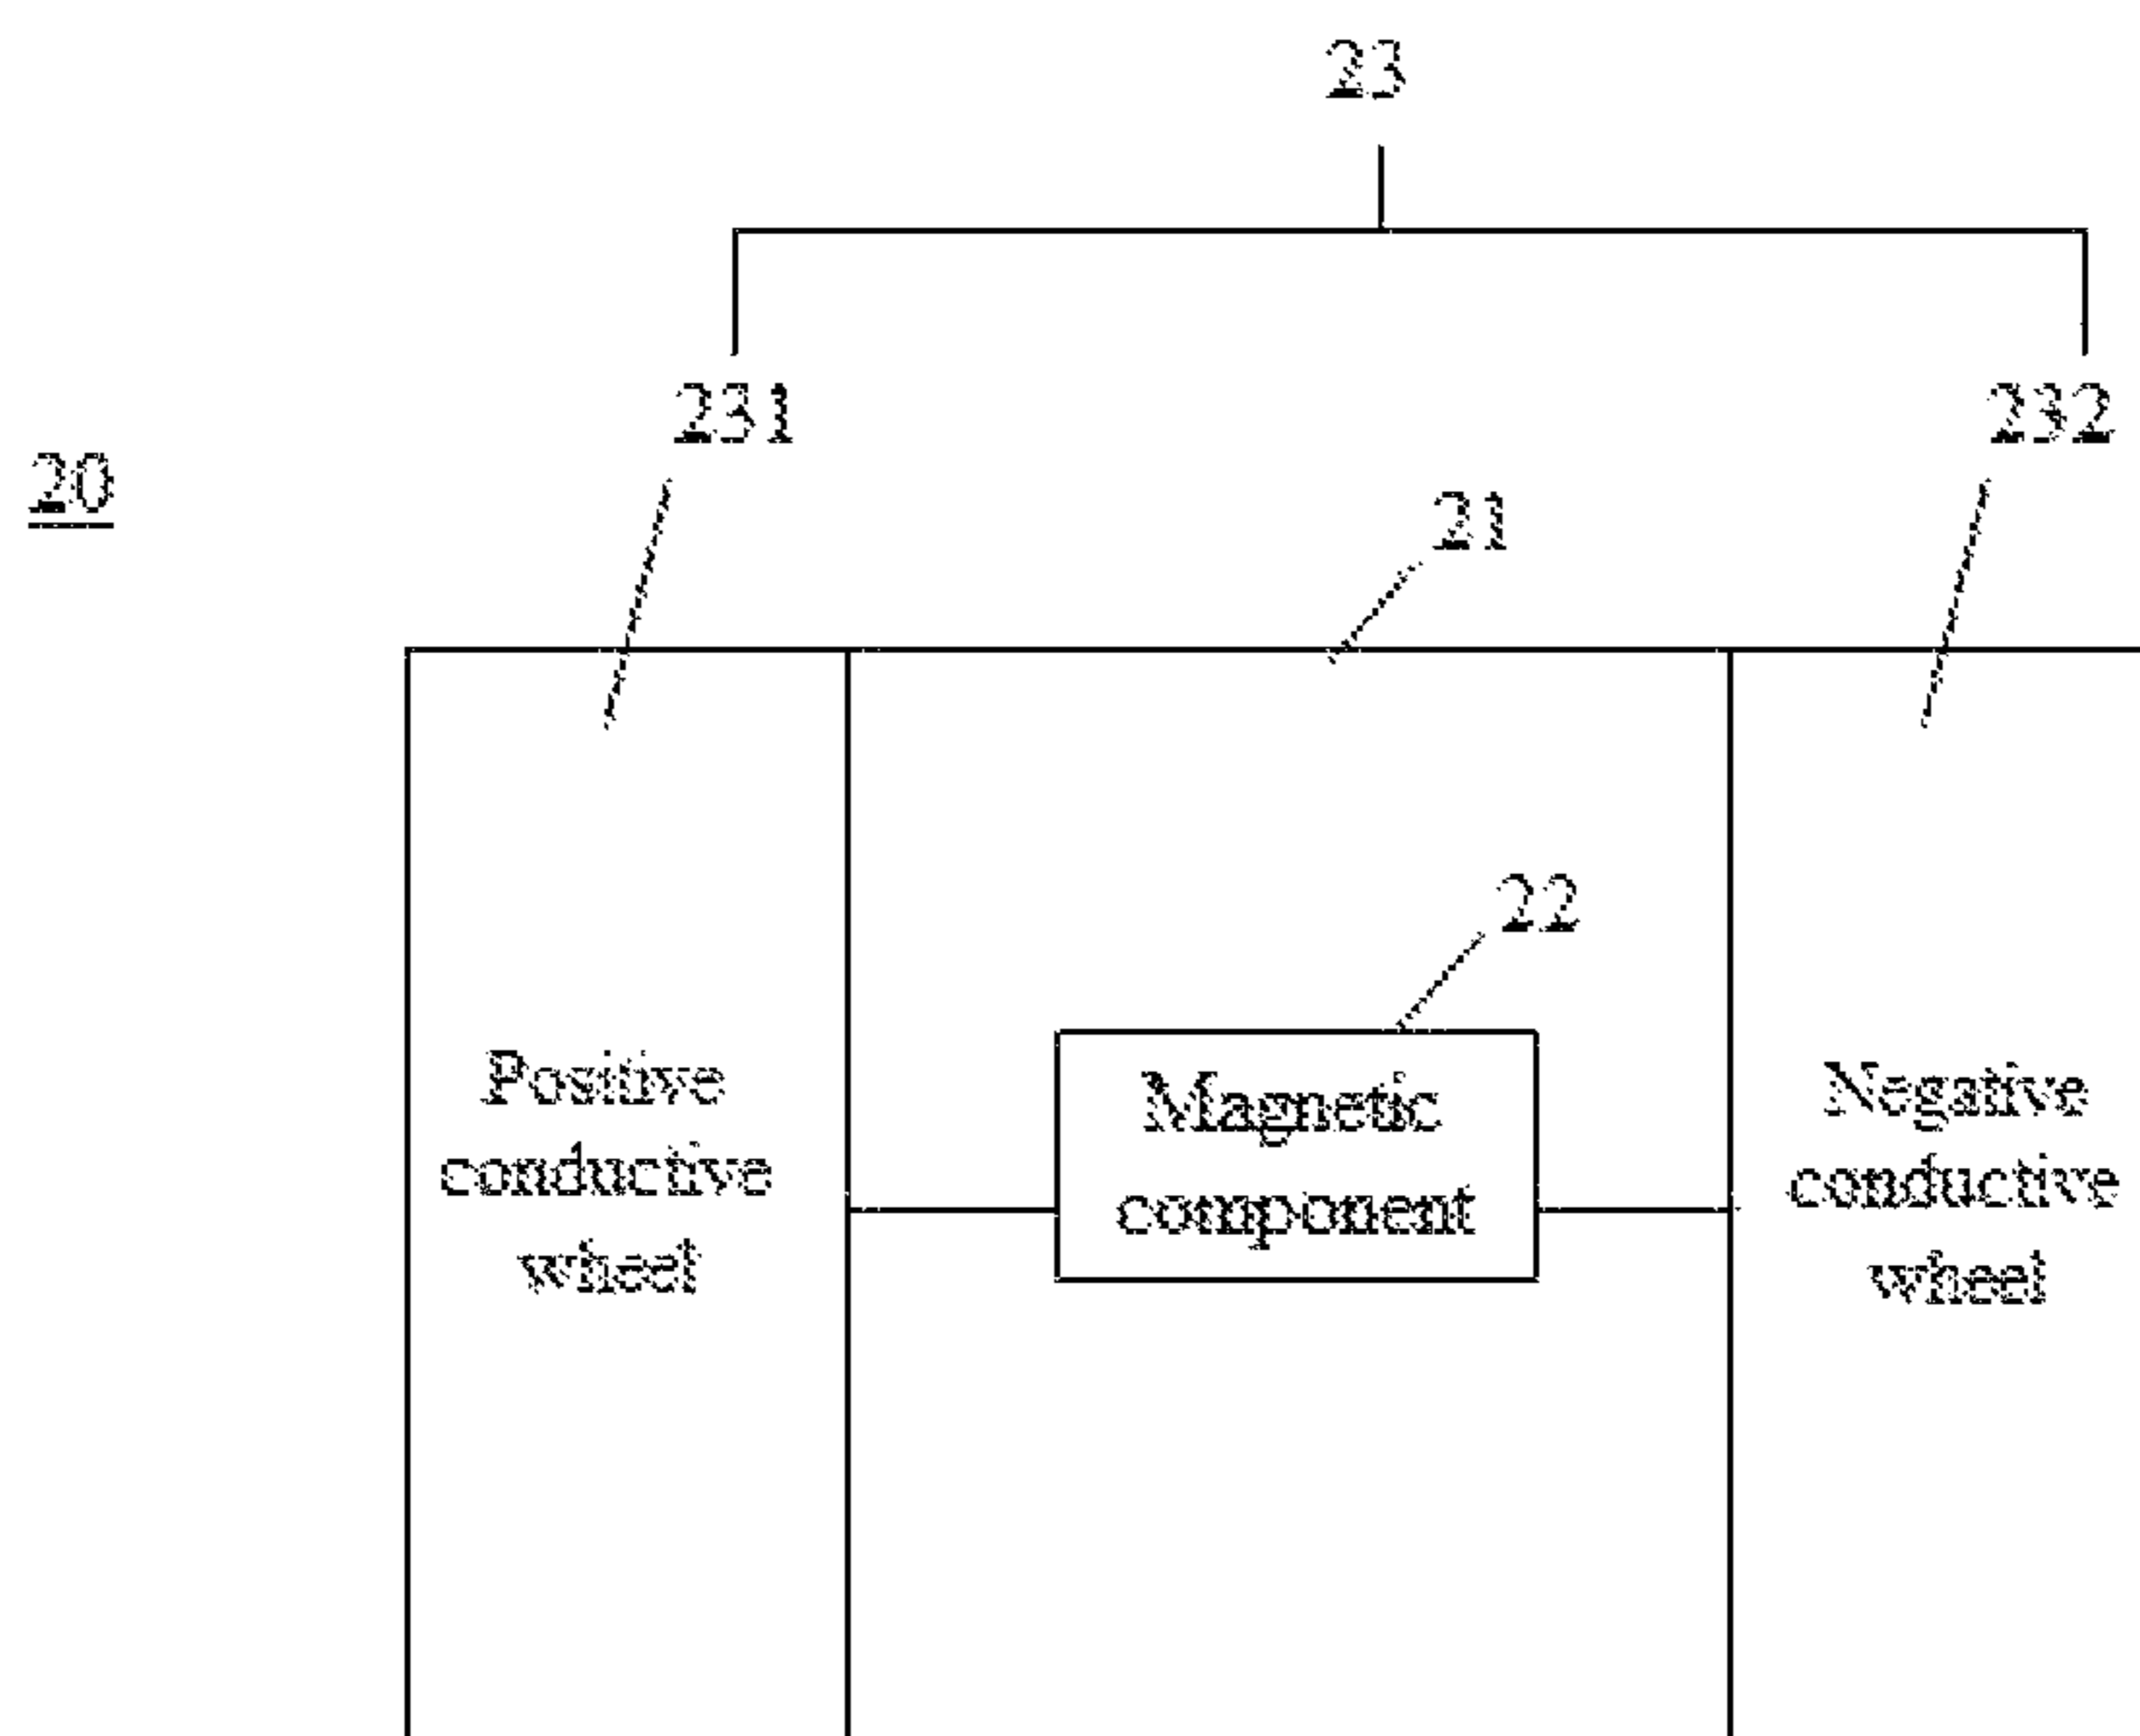 23
231
232
20
21
22
Positive
conductive
wheel
Magnetic
component
Negative
conductive
wheel